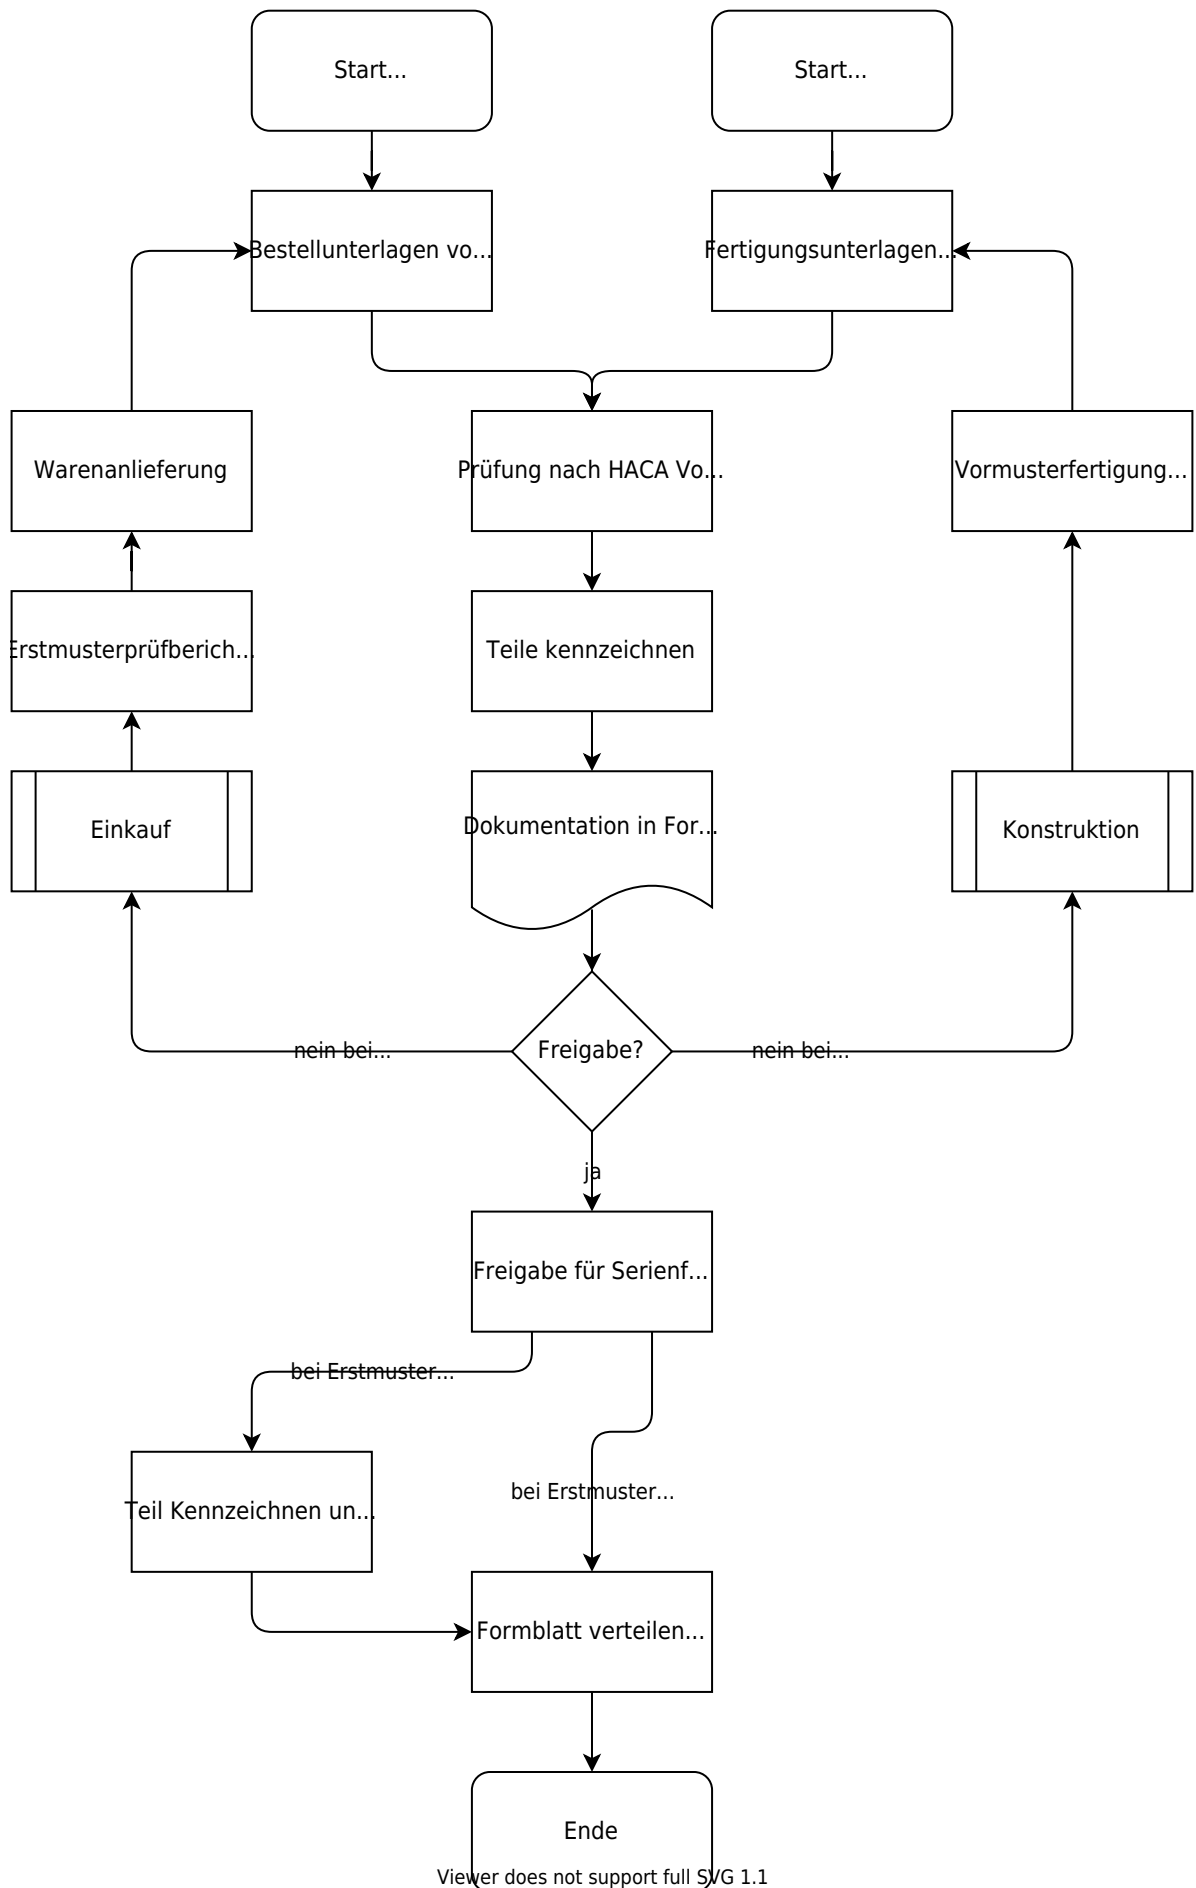 Start...
Start...
Bestellunterlagen vo...
Fertigungsunterlagen...
Warenanlieferung
Prüfung nach HACA Vo...
Vormusterfertigung...
Erstmusterprüfberich...
Teile kennzeichnen
Einkauf
Dokumentation in For...
Konstruktion
nein bei...
Freigabe?
nein bei...
ja
Freigabe für Serienf...
bei Erstmuster...
bei Erstmuster...
Teil Kennzeichnen un...
Formblatt verteilen...
Ende
Viewer does not support full SVG 1.1